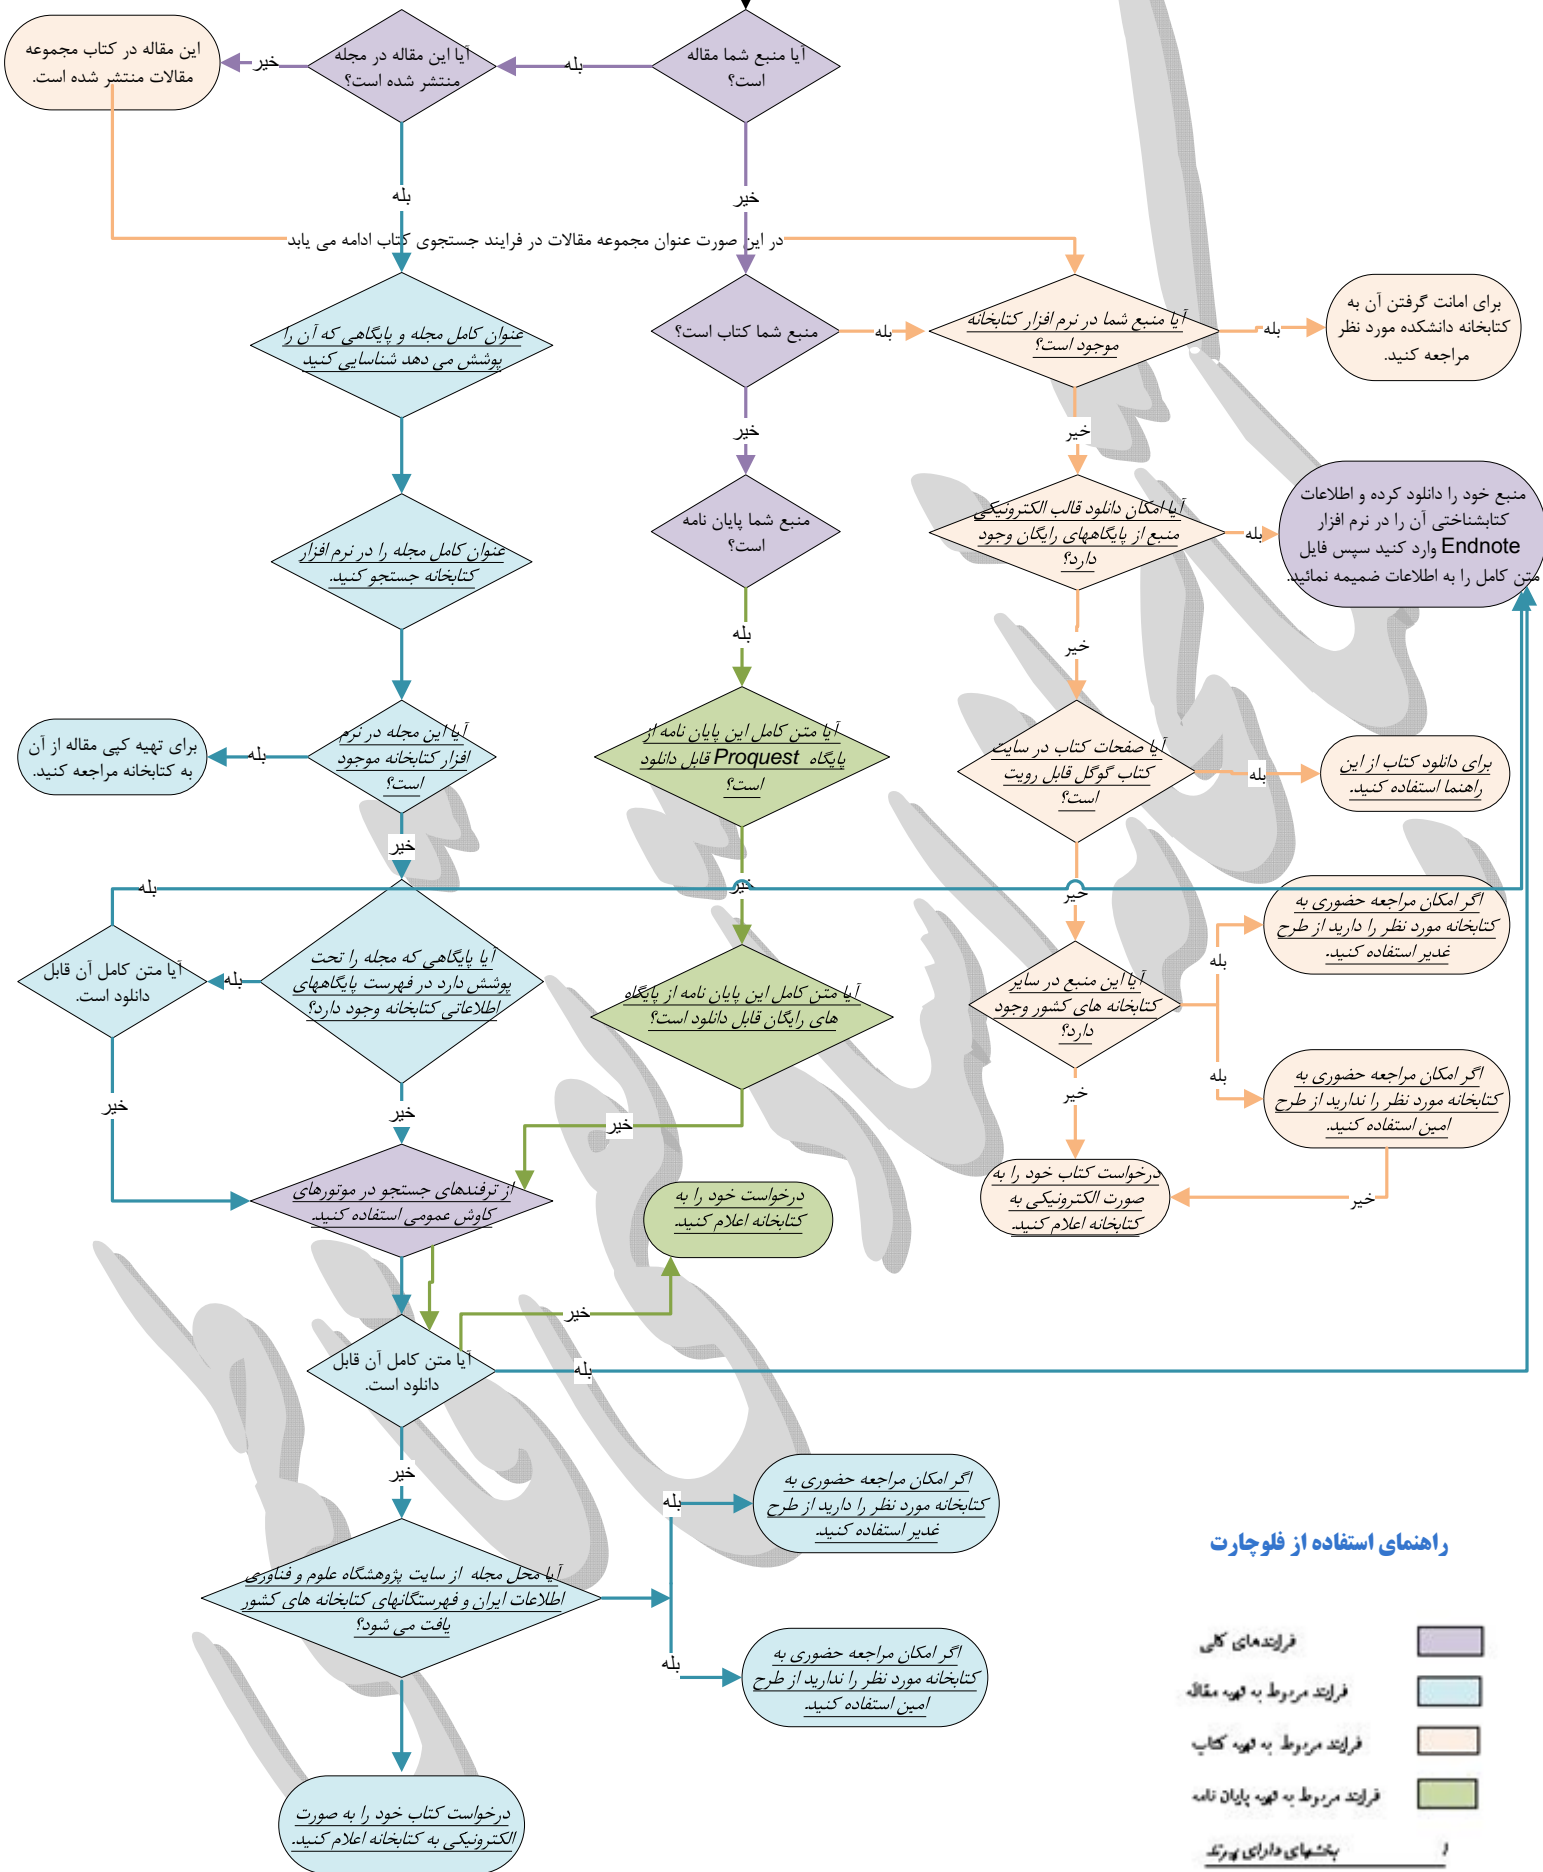 آیا منبع شما مقاله
است؟
بله
آیا این مقاله در مجله
منتشر شده است؟
خیر
این مقاله در کتاب مجموعه
مقالات منتشر شده است.
بله
خیر
در این صورت عنوان مجموعه مقالات در فرایند جستجوی کتاب ادامه می یابد
برای امانت گرفتن آن به
کتابخانه دانشکده مورد نظر
مراجعه کنید.
بله
آیا منبع شما در نرم افزار کتابخانه
موجود است؟
بله
منبع شما کتاب است؟
عنوان کامل مجله و پایگاهی که آن را
پوشش می دهد شناسایی کنید
خیر
خیر
منبع خود را دانلود کرده و اطلاعات
کتابشناختی آن را در نرم افزار
Endnote وارد کنید سپس فایل
متن کامل را به اطلاعات ضمیمه نمائید.
بله
آیا امکان دانلود قالب الکترونیکی
منبع از پایگاههای رایگان وجود
دارد؟
منبع شما پایان نامه
است؟
عنوان کامل مجله را در نرم افزار
کتابخانه جستجو کنید.
خیر
بله
برای دانلود کتاب از این
راهنما استفاده کنید.
بله
آیا صفحات کتاب در سایت
کتاب گوگل قابل رویت
است؟
آیا متن کامل این پایان نامه از
پایگاه Proquest قابل دانلود
است؟
آیا این مجله در نرم
افزار کتابخانه موجود
است؟
بله
برای تهیه کپی مقاله از آن
به کتابخانه مراجعه کنید.
خیر
خیر
خیر
بله
اگر امکان مراجعه حضوری به
کتابخانه مورد نظر را دارید از طرح
غدیر استفاده کنید.
بله
آیا این منبع در سایر
کتابخانه های کشور وجود
دارد؟
آیا متن کامل این پایان نامه از پایگاه
های رایگان قابل دانلود است؟
آیا پایگاهی که مجله را تحت
پوشش دارد در فهرست پایگاههای
اطلاعاتی کتابخانه وجود دارد؟
بله
آیا متن کامل آن قابل
دانلود است.
بله
اگر امکان مراجعه حضوری به
کتابخانه مورد نظر را ندارید از طرح
امین استفاده کنید.
خیر
خیر
خیر
خیر
خیر
درخواست کتاب خود را به
صورت الکترونیکی به
کتابخانه اعلام کنید.
درخواست خود را به
کتابخانه اعلام کنید.
از ترفندهای جستجو در موتورهای
کاوش عمومی استفاده کنید.
خیر
آیا متن کامل آن قابل
دانلود است.
بله
خیر
اگر امکان مراجعه حضوری به
کتابخانه مورد نظر را دارید از طرح
غدیر استفاده کنید.
بله
آیا محل مجله از سایت پژوهشگاه علوم و فناوری
اطلاعات ایران و فهرستگانهای کتابخانه های کشور
یافت می شود؟
بله
اگر امکان مراجعه حضوری به
کتابخانه مورد نظر را ندارید از طرح
امین استفاده کنید.
درخواست کتاب خود را به صورت
الکترونیکی به کتابخانه اعلام کنید.
راهنمای استفاده از فلوچارت
فرایندهای کلی
فرایند مربوط به تهیه مقاله
فرایند مربوط به تهیه کتاب
فرایند مربوط به تهیه پایان نامه
بخشهای دارای پیوند